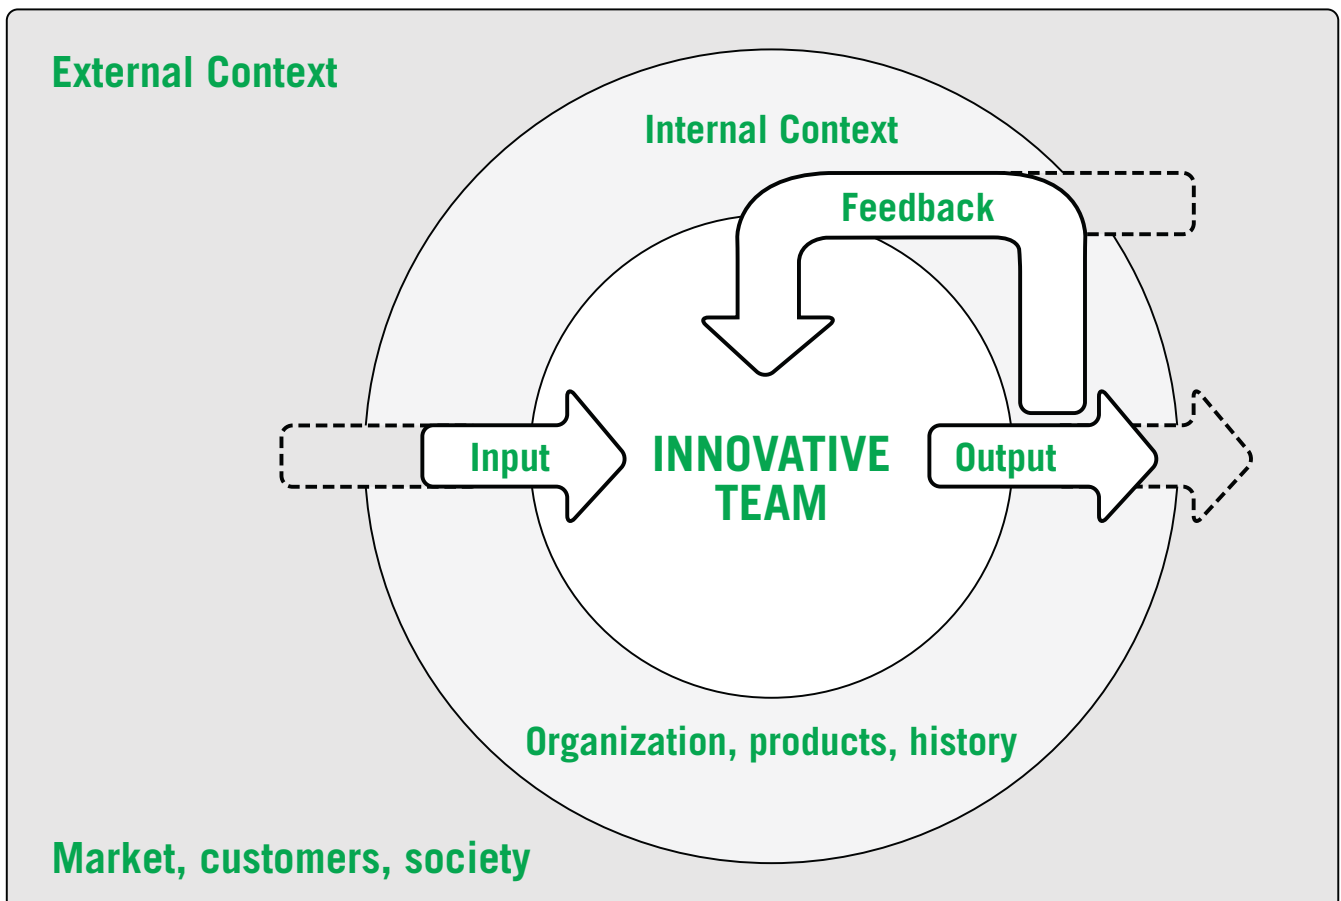 External Context
Internal Context
Feedback
Input
INNOVATIVE
TEAM
Output
Organization, products, history
Market, customers, society